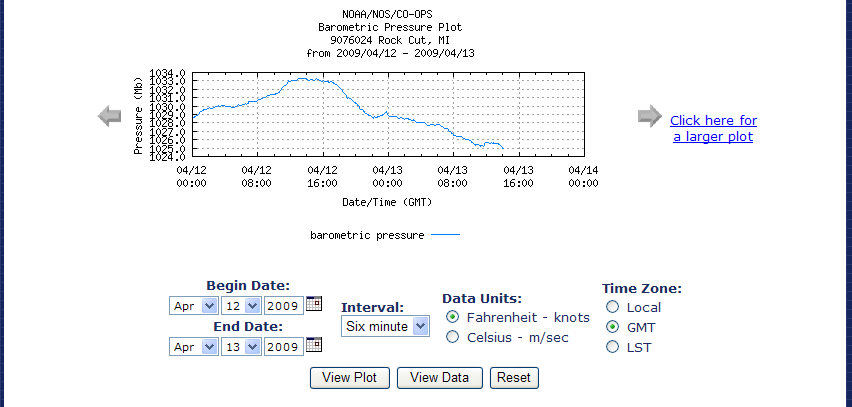 NOAA/NOS/CO-OPS
Barometric Pressure Plot
9076024 Rock Cut, MI
from 2009/04/12 - 2009/04/13
Pressure (Mb)
1034.0
1033.0
1032.0
1031.0
1030.0
1029.0
1028.0
1027.0
1026.0
1025.0
1024.0
04/12 04/12 04/12 04/13 04/13 04/13 04/14
00:00 08:00 16:00 00:00 08:00 16:00 00:00
Date/Time (GMT)
barometric pressure
Click here for
a larger plot
Begin Date:
Apr 12 2009
End Date:
Apr 13 2009
Interval:
Six minute
Data Units:
Fahrenheit - knots
Celsius - m/sec
Time Zone:
Local
GMT
LST
View Plot View Data Reset